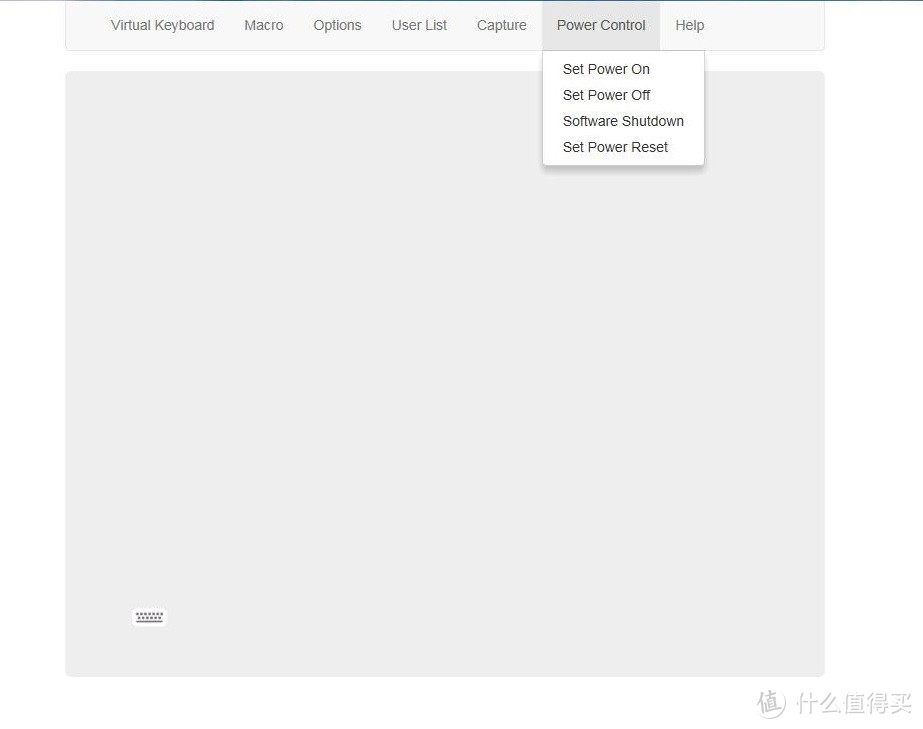 Virtual Keyboard Macro Options User List Capture Power Control Help
Set Power On
Set Power Off
Software Shutdown
Set Power Reset
值 什么值得买